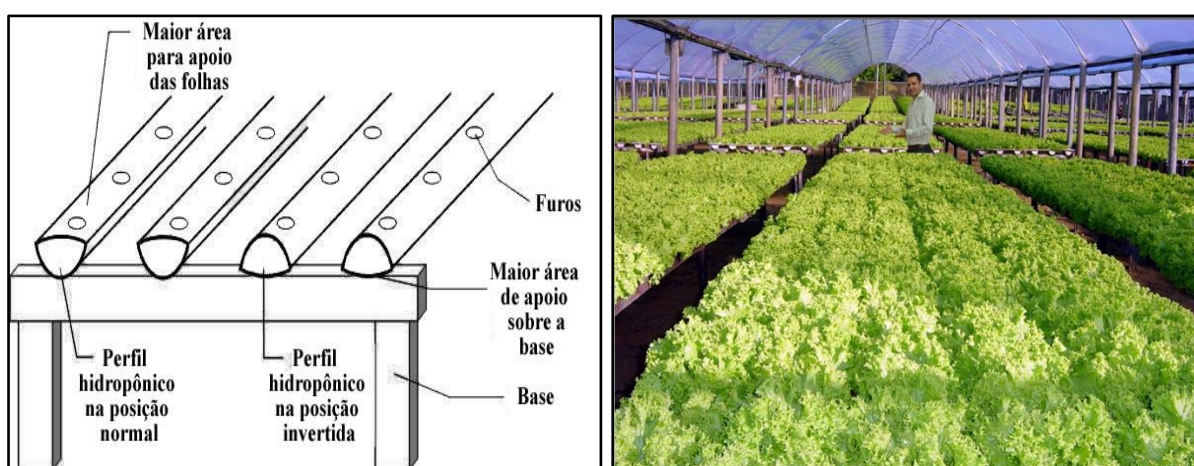 Maior área
para apoio
das folhas
Furos
Maior área
de apoio
sobre a
base
Perfil
hidropônico
na posição
normal
Perfil
hidropônico
na posição
invertida
Base